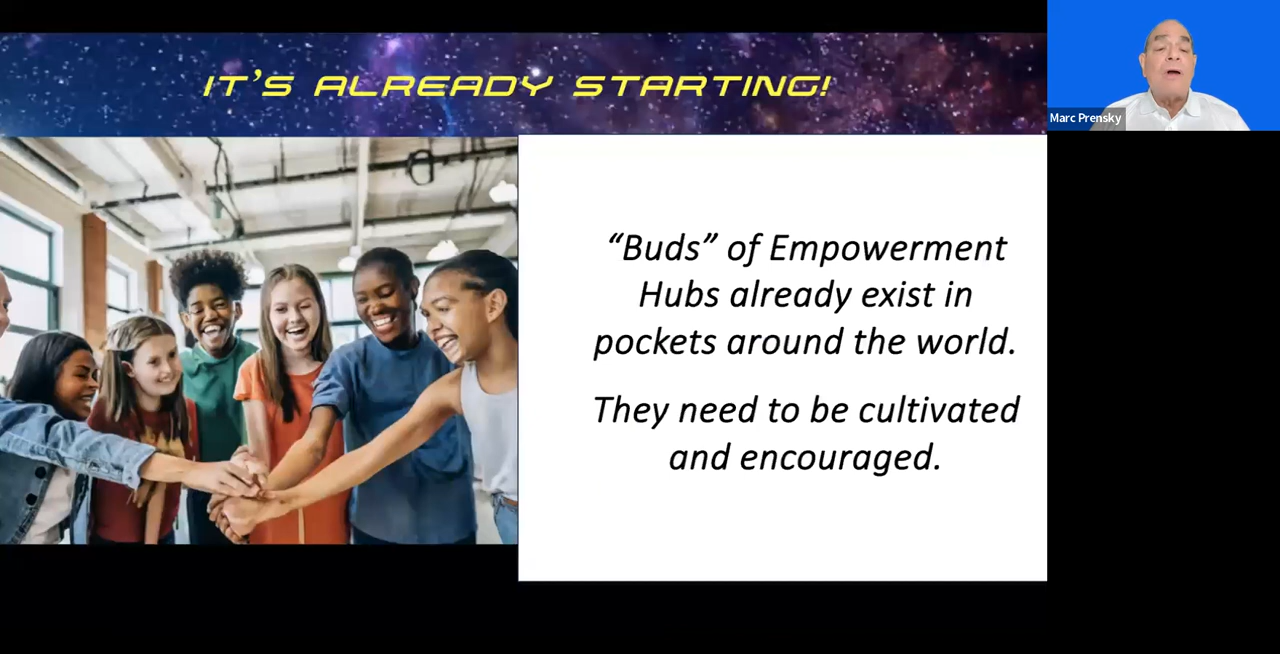 IT'S ALREADY STARTING!
Marc Prensky
“Buds” of Empowerment
Hubs already exist in
pockets around the world.
They need to be cultivated
and encouraged.